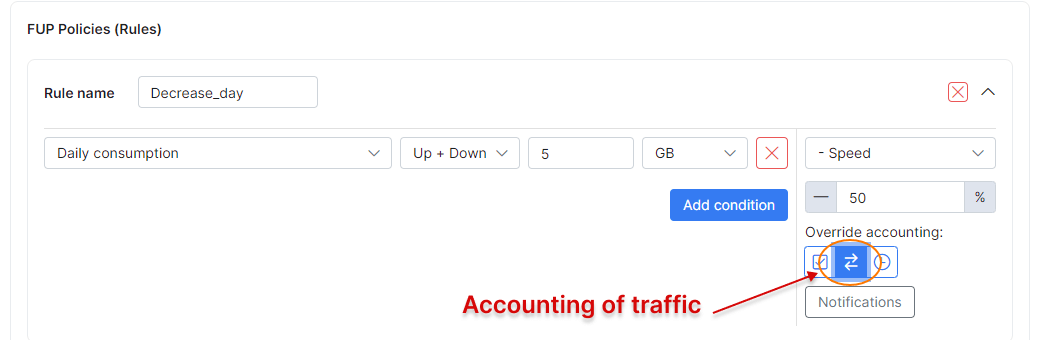 FUP Policies (Rules)
Rule name Decrease_day
Daily consumption Up + Down 5 GB - Speed
Add condition — 50 %
Override accounting:
Accounting of traffic Notifications